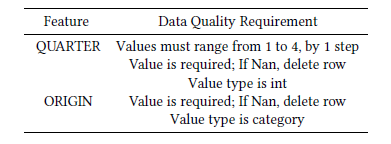 Feature Data Quality Requirement
QUARTER Values must range from 1 to 4, by 1 step
Value is required; If Nan, delete row
Value type is int
ORIGIN Value is required; If Nan, delete row
Value type is category